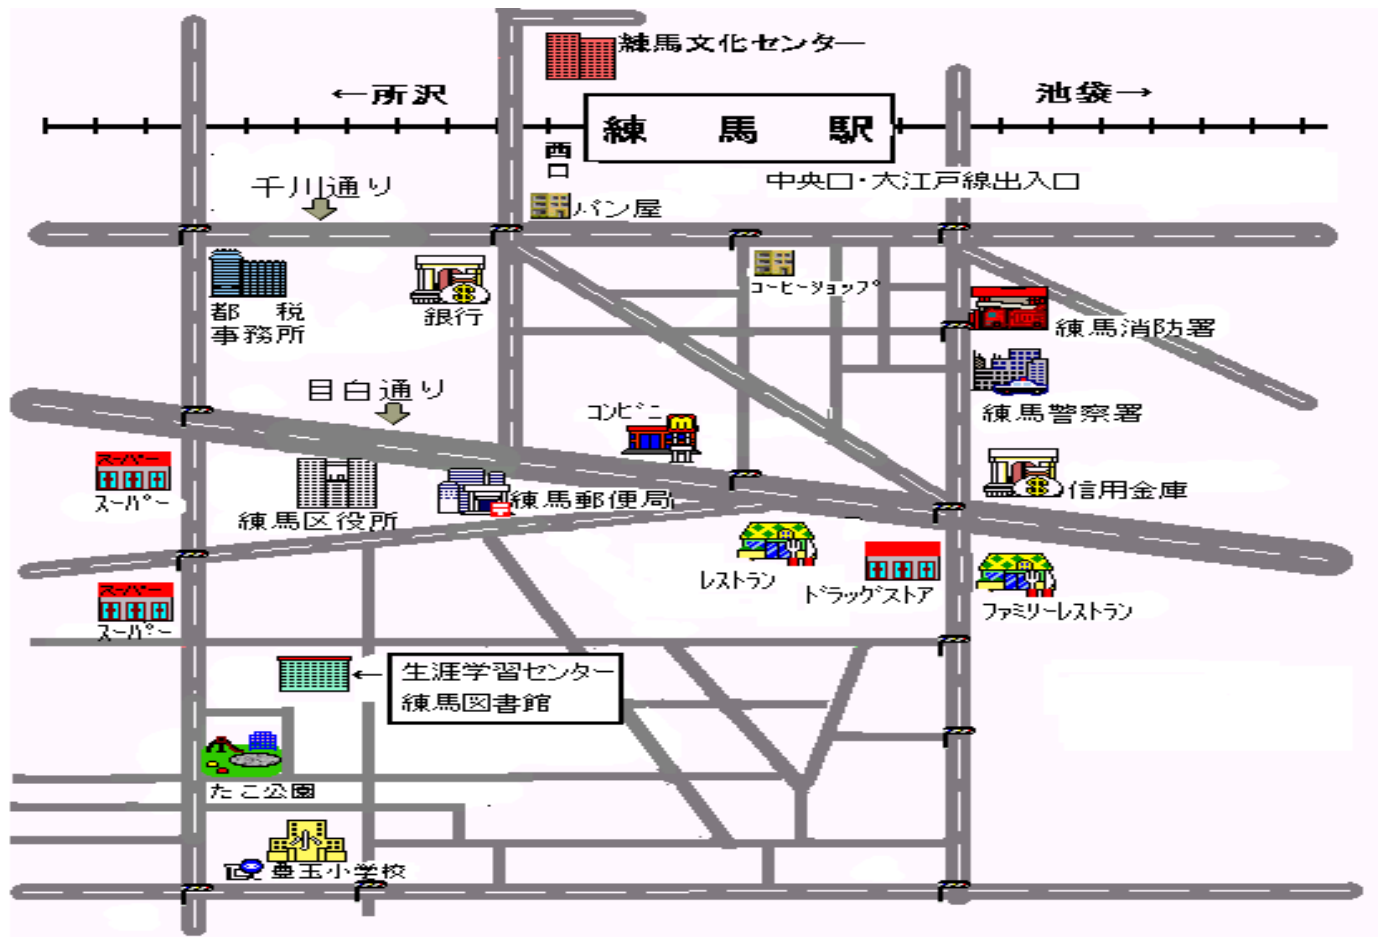 練馬文化センター
←所沢
池袋→
練馬駅
西口
中央口・大江戸線出入口
千川通り
パン屋
都税
事務所
銀行
コーヒーショップ
練馬消防署
目白通り
コンビニ
練馬警察署
スーパー
スーパー
練馬区役所
練馬郵便局
信用金庫
レストラン
ドラッグストア
ファミリーレストラン
スーパー
スーパー
←
生涯学習センター
練馬図書館
たこ公園
小
豊玉小学校